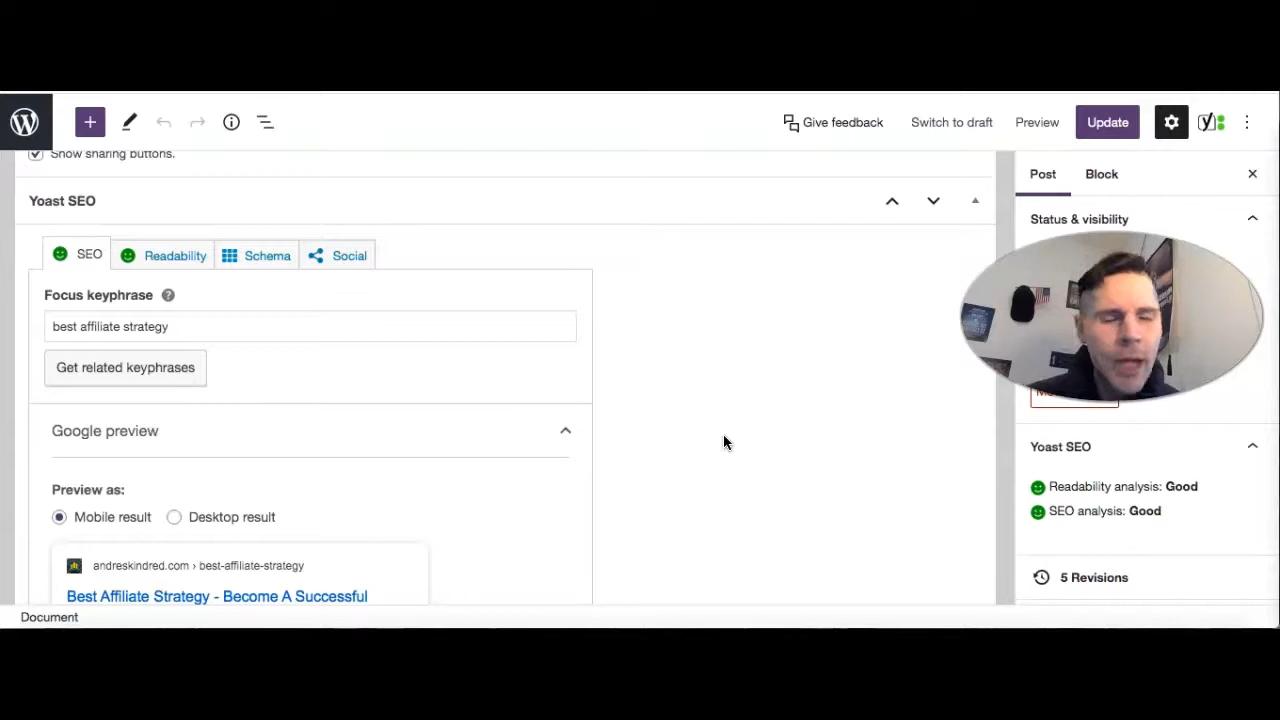 Give feedback
Switch to draft
Preview
Update
Show sharing buttons.
Post
Block
Yoast SEO
Status & visibility
SEO
Readability
Schema
Social
Focus keyphrase
best affiliate strategy
Get related keyphrases
Google preview
Yoast SEO
Preview as:
Readability analysis: Good
Mobile result
Desktop result
SEO analysis: Good
andreskindred.com › best-affiliate-strategy
5 Revisions
Best Affiliate Strategy - Become A Successful
Document